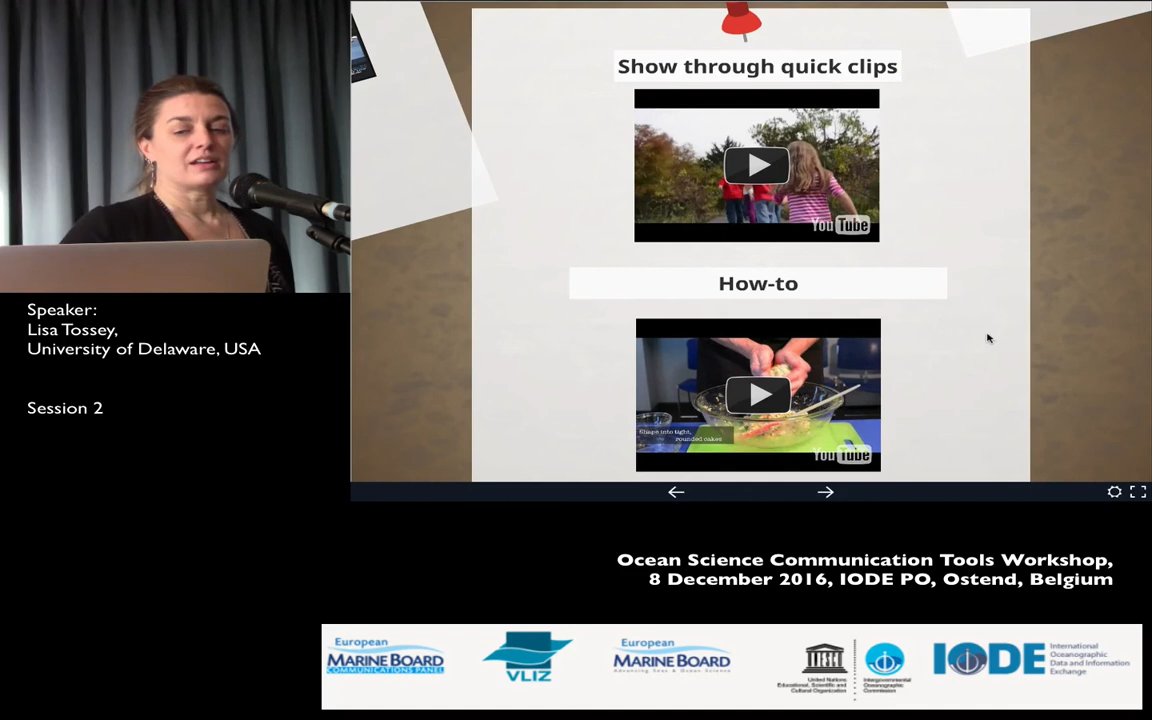 Show through quick clips
YouTube
How-to
Shape into tight,
rounded cakes
YouTube
Speaker:
Lisa Tossey,
University of Delaware, USA
Session 2
Ocean Science Communication Tools Workshop,
8 December 2016, IODE PO, Ostend, Belgium
European
MARINE BOARD
COMMUNICATIONS PANEL
VLIZ
European
MARINE BOARD
Advancing Seas & Ocean Science
UNESCO
United Nations
Educational, Scientific and
Cultural Organization
Intergovernmental
Oceanographic
Commission
IODE
International
Oceanographic
Data and Information
Exchange